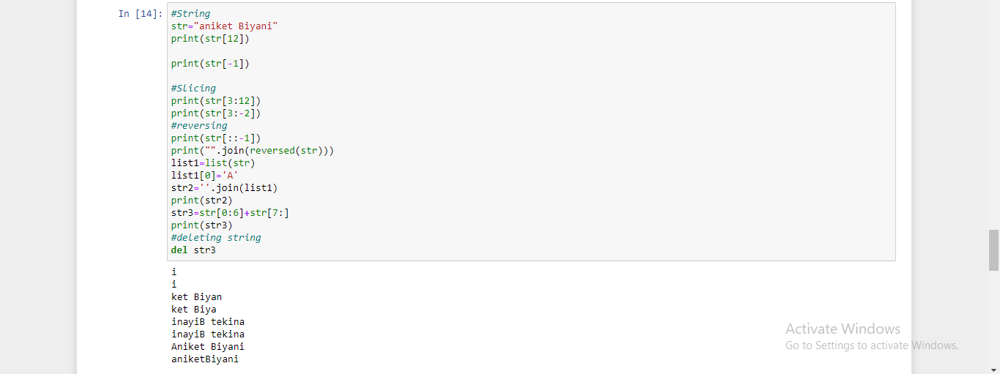 In [14]: #String
str="aniket Biyani"
print(str[12])
print(str[-1])
#Slicing
print(str[3:12])
print(str[3:-2])
#reversing
print(str[::-1])
print("".join(reversed(str)))
list1=list(str)
list1[0]='A'
str2=''.join(list1)
print(str2)
str3=str[0:6]+str[7:]
print(str3)
#deleting string
del str3
i
i
ket Biyan
ket Biya
inayiB tekina
inayiB tekina
Aniket Biyani
aniketBiyani
Activate Windows
Go to Settings to activate Windows.